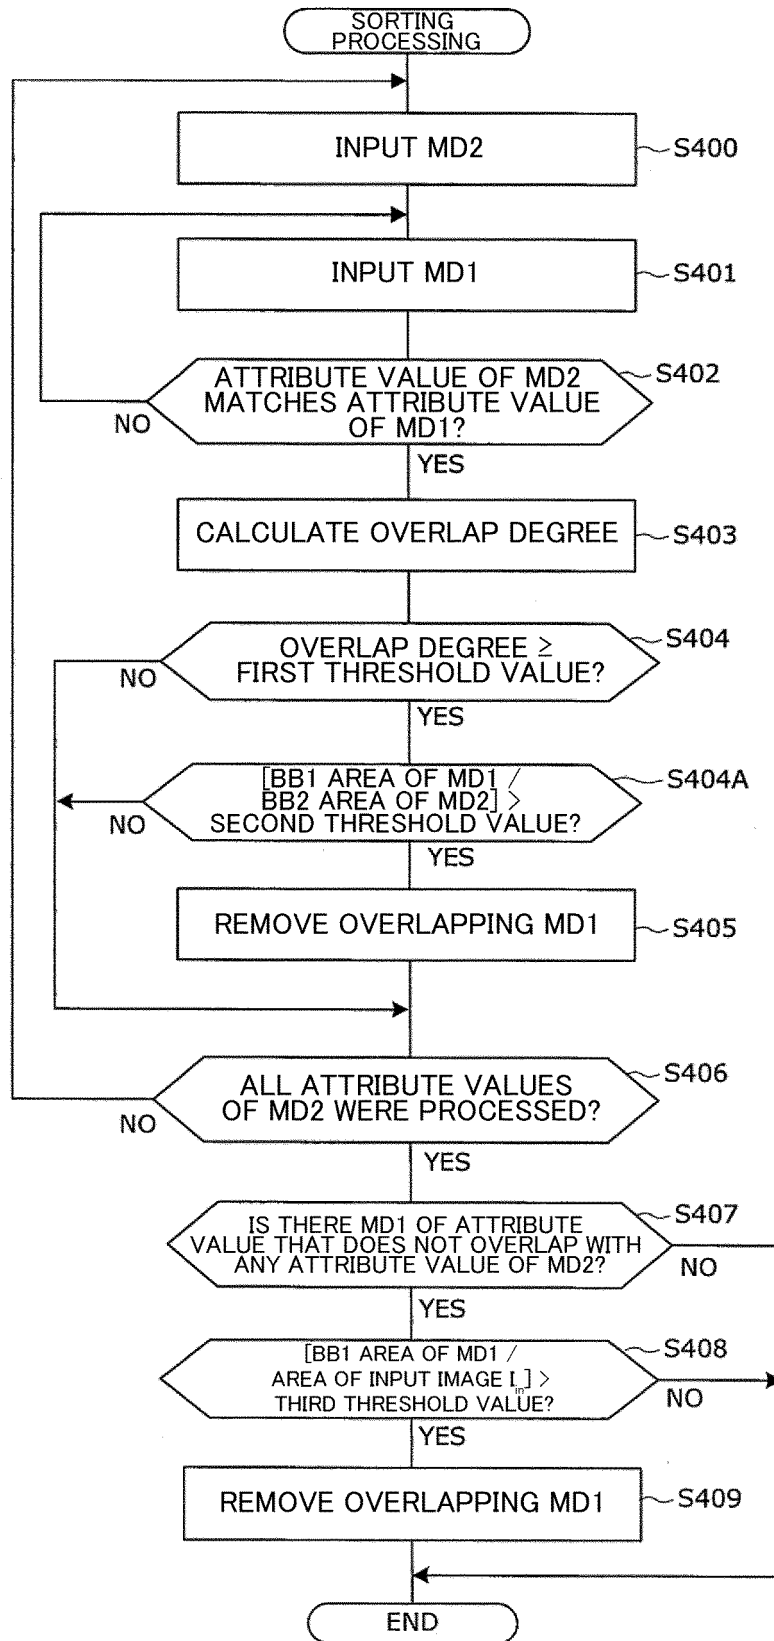 SORTING
PROCESSING
INPUT MD2
S400
INPUT MD1
S401
ATTRIBUTE VALUE OF MD2
MATCHES ATTRIBUTE VALUE
OF MD1?
S402
NO
YES
CALCULATE OVERLAP DEGREE
S403
OVERLAP DEGREE ≥
FIRST THRESHOLD VALUE?
S404
NO
YES
[BB1 AREA OF MD1 /
BB2 AREA OF MD2] >
SECOND THRESHOLD VALUE?
S404A
NO
YES
REMOVE OVERLAPPING MD1
S405
ALL ATTRIBUTE VALUES
OF MD2 WERE PROCESSED?
S406
NO
YES
IS THERE MD1 OF ATTRIBUTE
VALUE THAT DOES NOT OVERLAP WITH
ANY ATTRIBUTE VALUE OF MD2?
S407
NO
YES
[BB1 AREA OF MD1 /
AREA OF INPUT IMAGE Iin] >
THIRD THRESHOLD VALUE?
S408
NO
YES
REMOVE OVERLAPPING MD1
S409
END